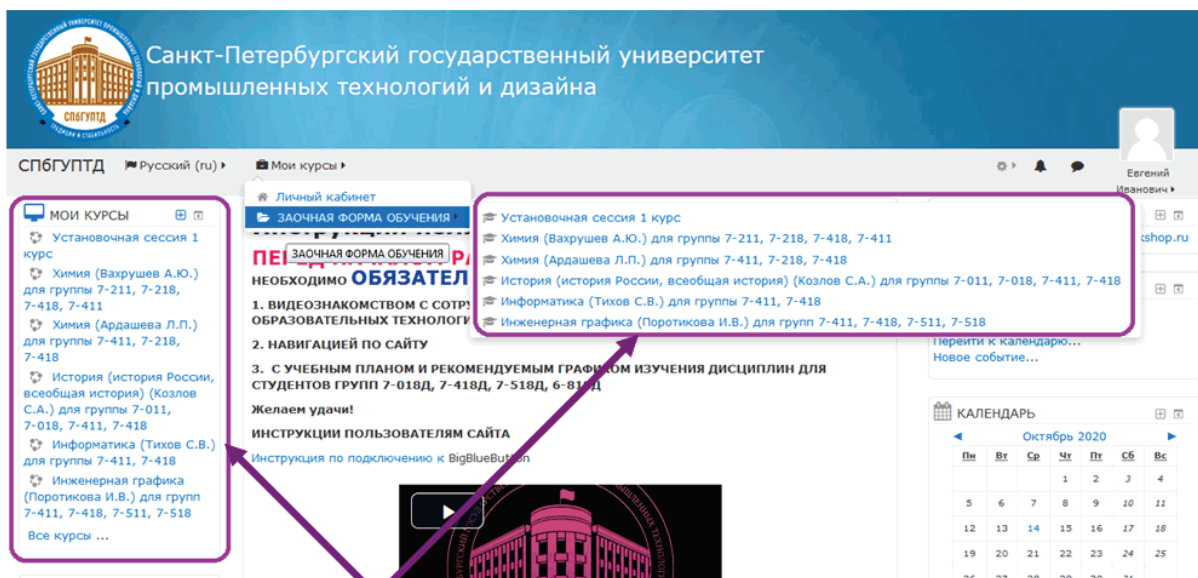 Санкт-Петербургский государственный университет
промышленных технологий и дизайна
СПбГУПТД
ТРАДИЦИИ И СТАБИЛЬНОСТЬ
СПбГУПТД Русский (ru) Мои курсы
Евгений
Иванович
МОИ КУРСЫ
Установочная сессия 1
курс
Химия (Вахрушев А.Ю.)
для группы 7-211, 7-218,
7-418, 7-411
Химия (Ардашева Л.П.)
для группы 7-411, 7-218,
7-418
История (история России,
всеобщая история) (Козлов
С.А.) для группы 7-011,
7-018, 7-411, 7-418
Информатика (Тихов С.В.)
для группы 7-411, 7-418
Инженерная графика
(Поротикова И.В.) для групп
7-411, 7-418, 7-511, 7-518
Все курсы ...
Личный кабинет
ЗАОЧНАЯ ФОРМА ОБУЧЕНИЯ
ЗАОЧНАЯ ФОРМА ОБУЧЕНИЯ
Установочная сессия 1 курс
Химия (Вахрушев А.Ю.) для группы 7-211, 7-218, 7-418, 7-411
Химия (Ардашева Л.П.) для группы 7-411, 7-218, 7-418
История (история России, всеобщая история) (Козлов С.А.) для группы 7-011, 7-018, 7-411, 7-418
Информатика (Тихов С.В.) для группы 7-411, 7-418
Инженерная графика (Поротикова И.В.) для групп 7-411, 7-418, 7-511, 7-518
НЕОБХОДИМО ОБЯЗАТЕЛ
1. ВИДЕОЗНАКОМСТВОМ С СОТР
ОБРАЗОВАТЕЛЬНЫХ ТЕХНОЛОГИ
2. НАВИГАЦИЕЙ ПО САЙТУ
3. С УЧЕБНЫМ ПЛАНОМ И РЕКОМЕНДУЕМЫМ ГРАФИКОМ ИЗУЧЕНИЯ ДИСЦИПЛИН ДЛЯ
СТУДЕНТОВ ГРУПП 7-018Д, 7-418Д, 7-518Д, 6-818Д
Желаем удачи!
ИНСТРУКЦИИ ПОЛЬЗОВАТЕЛЯМ САЙТА
Инструкция по подключению к BigBlueButton
kshop.ru
Перейти к календарю...
Новое событие...
КАЛЕНДАРЬ
Октябрь 2020
Пн Вт Ср Чт Пт Сб Вс
1 2 3 4
5 6 7 8 9 10 11
12 13 14 15 16 17 18
19 20 21 22 23 24 25